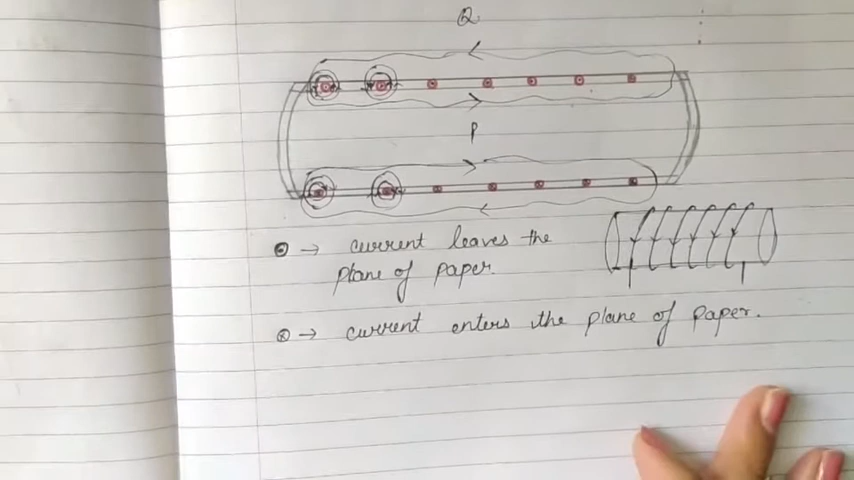 Q
P
⊙ → current leaves the
plane of paper.
⊗ → current enters the plane of paper.